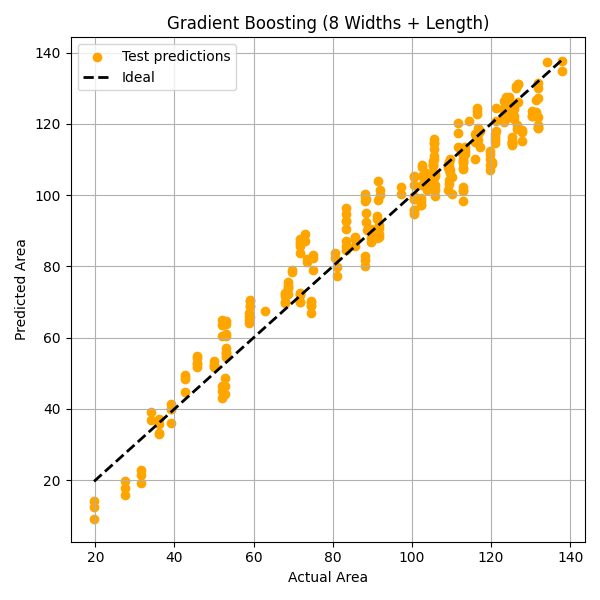 Gradient Boosting (8 Widths + Length)
Test predictions
Ideal
140
120
100
80
60
40
20
Predicted Area
20 40 60 80 100 120 140
Actual Area